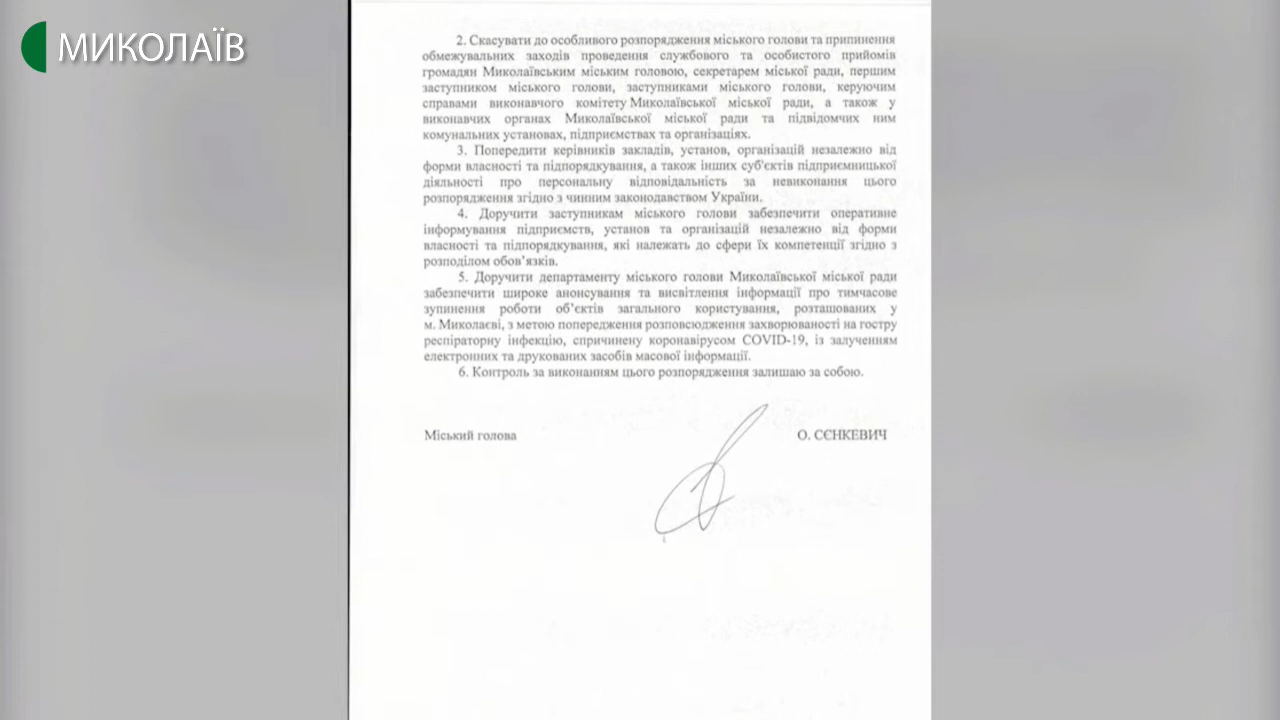 МИКОЛАЇВ
2. Скасувати до особливого розпорядження міського голови та припинення
обмежувальних заходів проведення службового та особистого прийомів
громадян Миколаївським міським головою, секретарем міської ради, першим
заступником міського голови, заступниками міського голови, керуючим
справами виконавчого комітету Миколаївської міської ради, а також у
виконавчих органах Миколаївської міської ради та підвідомчих ним
комунальних установах, підприємствах та організаціях.
3. Попередити керівників закладів, установ, організацій незалежно від
форми власності та підпорядкування, а також інших суб'єктів підприємницької
діяльності про персональну відповідальність за невиконання цього
розпорядження згідно з чинним законодавством України.
4. Доручити заступникам міського голови забезпечити оперативне
інформування підприємств, установ та організацій незалежно від форми
власності та підпорядкування, які належать до сфери їх компетенції згідно з
розподілом обов’язків.
5. Доручити департаменту міського голови Миколаївської міської ради
забезпечити широке анонсування та висвітлення інформації про тимчасове
зупинення роботи об’єктів загального користування, розташованих у
м. Миколаєві, з метою попередження розповсюдження захворюваності на гостру
респіраторну інфекцію, спричинену коронавірусом COVID-19, із залученням
електронних та друкованих засобів масової інформації.
6. Контроль за виконанням цього розпорядження залишаю за собою.
Міський голова
О. СЄНКЕВИЧ